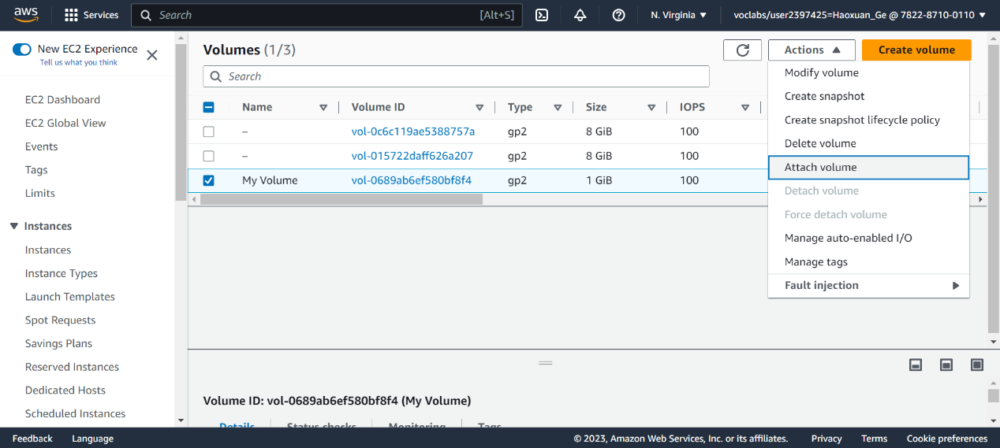 aws Services Search [Alt+S] N. Virginia voclabs/user2397425=Haoxuan_Ge @ 7822-8710-0110
New EC2 Experience
Tell us what you think
EC2 Dashboard
EC2 Global View
Events
Tags
Limits
Instances
Instances
Instance Types
Launch Templates
Spot Requests
Savings Plans
Reserved Instances
Dedicated Hosts
Scheduled Instances
Volumes (1/3)
Actions
Create volume
Search
Name Volume ID Type Size IOPS
– vol-0c6c119ae5388757a gp2 8 GiB 100
– vol-015722daff626a207 gp2 8 GiB 100
My Volume vol-0689ab6ef580bf8f4 gp2 1 GiB 100
Modify volume
Create snapshot
Create snapshot lifecycle policy
Delete volume
Attach volume
Detach volume
Force detach volume
Manage auto-enabled I/O
Manage tags
Fault injection
Volume ID: vol-0689ab6ef580bf8f4 (My Volume)
Details Status checks Monitoring Tags
Feedback Language © 2023, Amazon Web Services, Inc. or its affiliates. Privacy Terms Cookie preferences